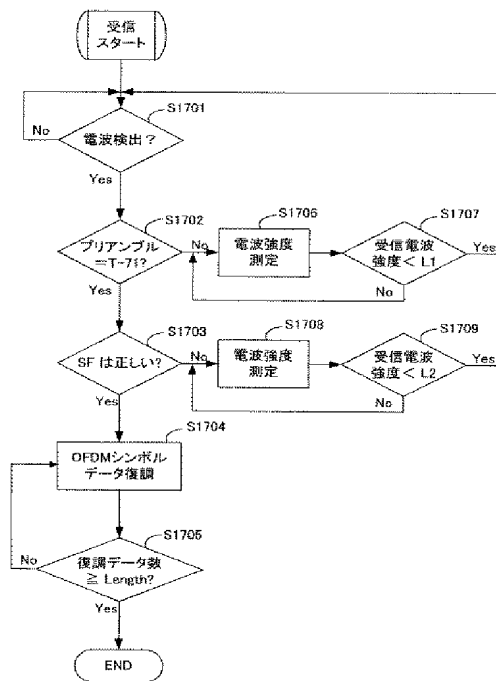 受信
スタート
S1701
電波検出？
No
Yes
S1702
プリアンブル
＝T-71?
No
Yes
S1706
電波強度
測定
S1707
受信電波
強度＜ L1
Yes
No
S1703
SF は正しい?
No
Yes
S1708
電波強度
測定
S1709
受信電波
強度＜ L2
Yes
No
S1704
OFDMシンボル
データ復調
S1705
復調データ数
≧ Length?
No
Yes
END